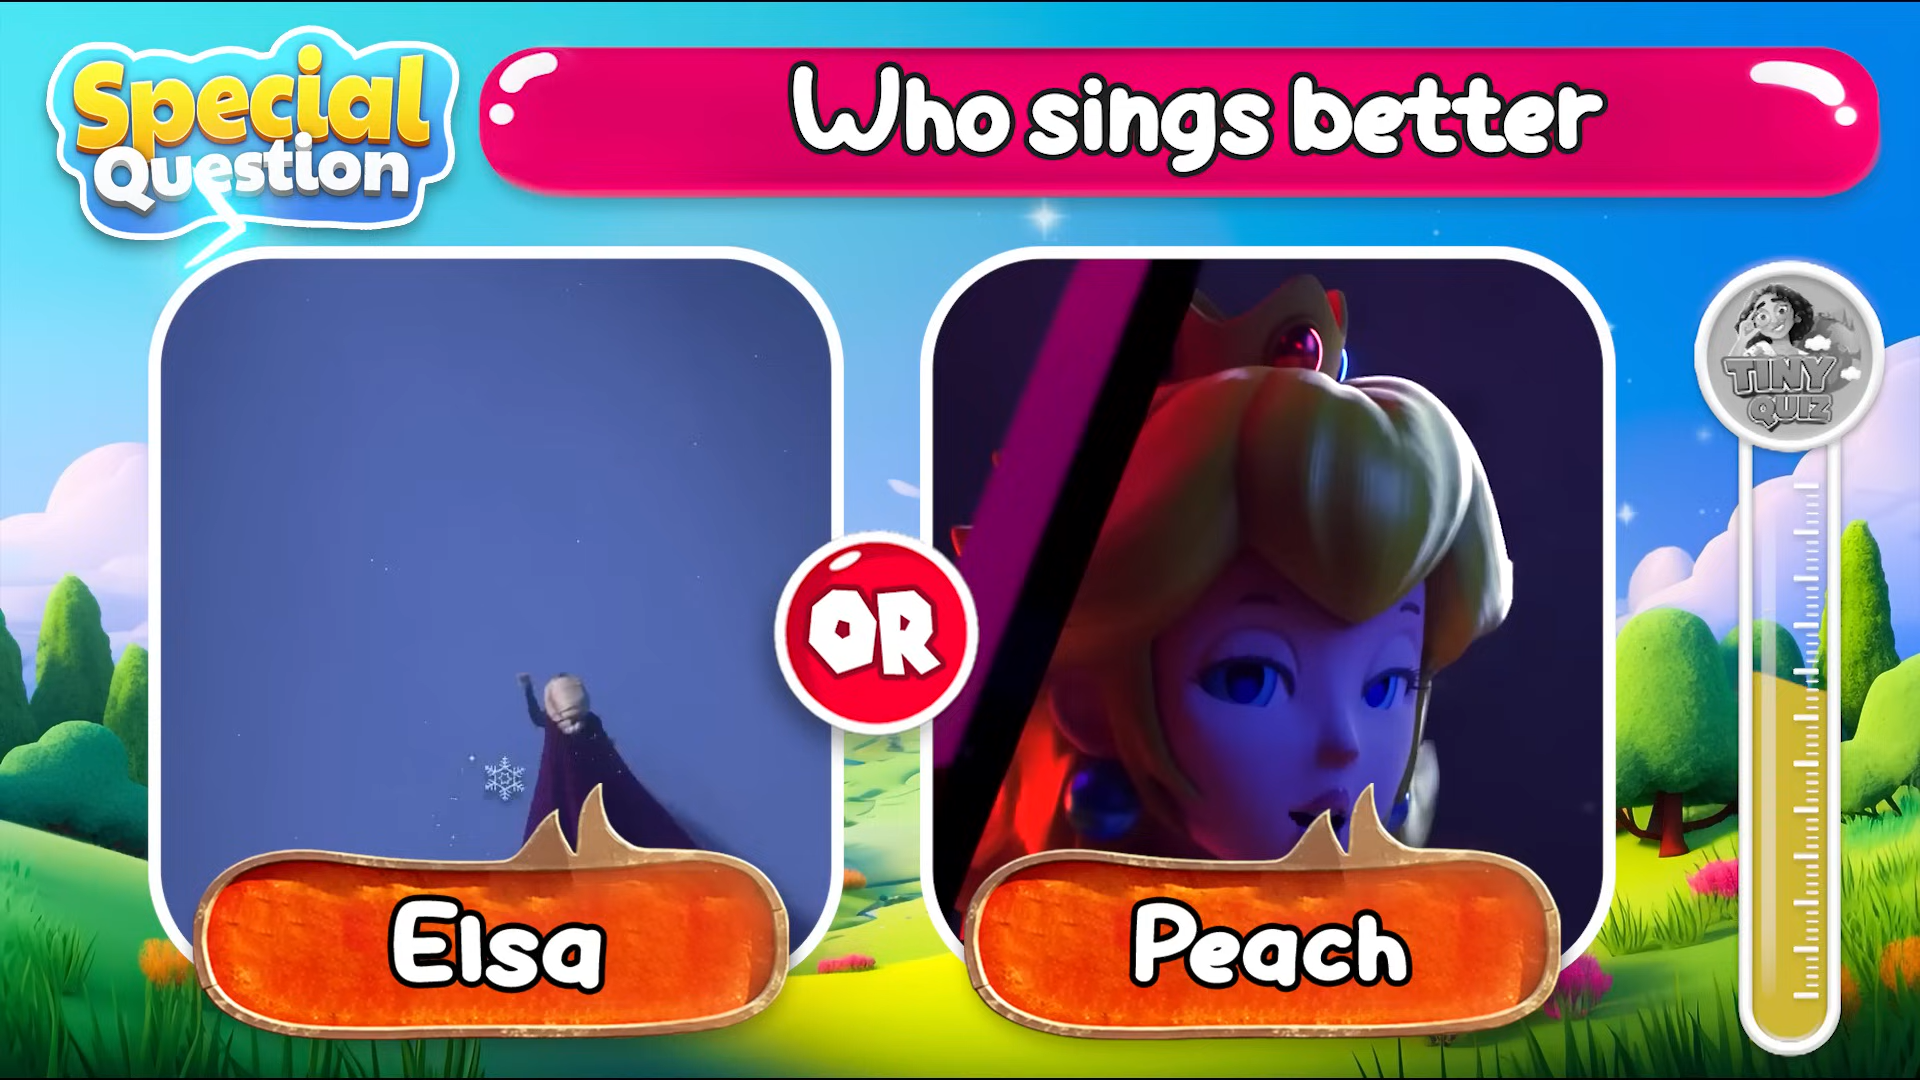 Special
Question
Who sings better
OR
TINY
QUIZ
Elsa
Peach